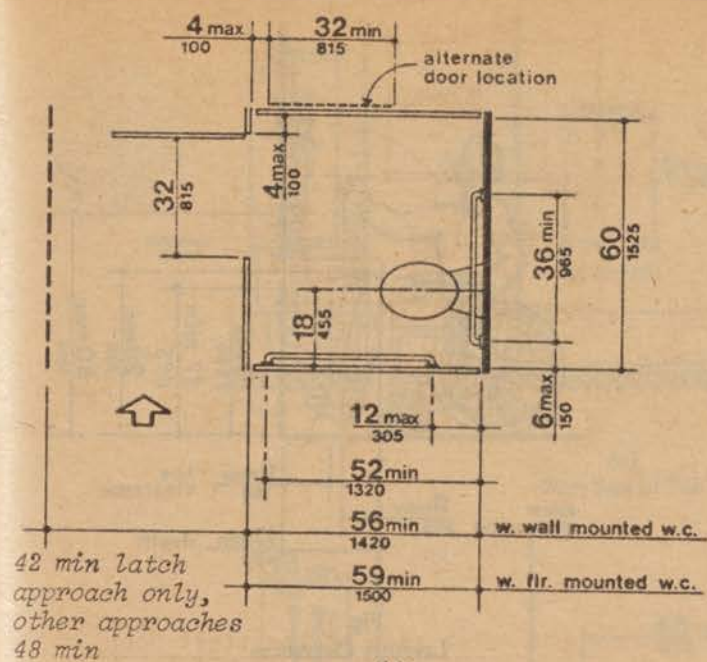 4 max
100
32 min
815
alternate
door location
32
815
4 max
100
18
455
36 min
965
60
1525
6 max
150
12 max
305
52 min
1320
56 min
1420
w. wall mounted w.c.
59 min
1500
w. flr. mounted w.c.
42 min latch
approach only,
other approaches
48 min